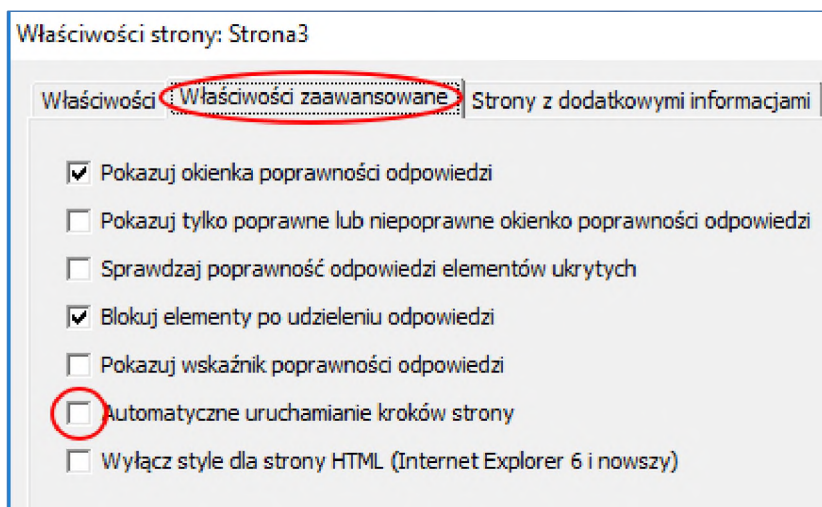 Właściwości strony: Strona3
Właściwości Właściwości zaawansowane Strony z dodatkowymi informacjami
Pokazuj okienka poprawności odpowiedzi
Pokazuj tylko poprawne lub niepoprawne okienko poprawności odpowiedzi
Sprawdzaj poprawność odpowiedzi elementów ukrytych
Blokuj elementy po udzieleniu odpowiedzi
Pokazuj wskaźnik poprawności odpowiedzi
Automatyczne uruchamianie kroków strony
Wyłącz style dla strony HTML (Internet Explorer 6 i nowszy)